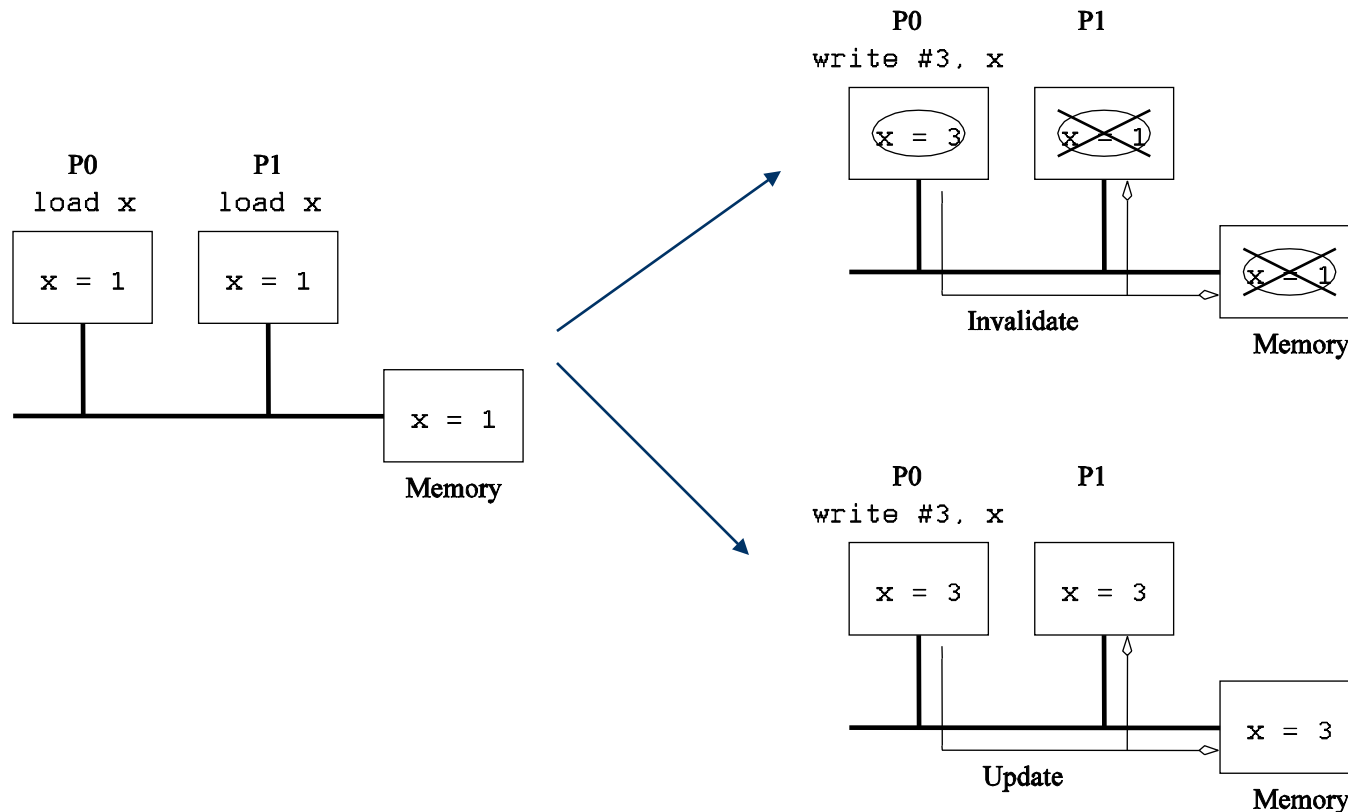 P0 P1
load x load x
x = 1 x = 1
x = 1
Memory
P0 P1
write #3, x
x = 3 x = 1
x = 1
Invalidate
Memory
P0 P1
write #3, x
x = 3 x = 3
x = 3
Update
Memory